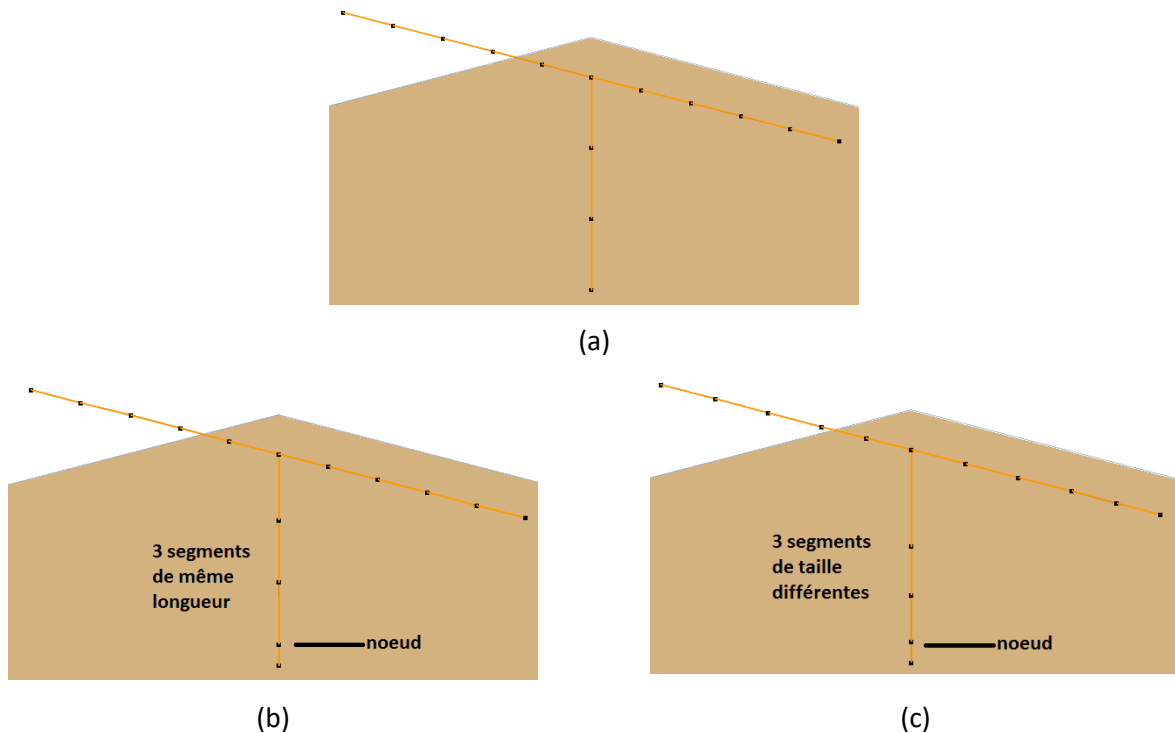 (a)
3 segments
de même
longueur
noeud
3 segments
de taille
différentes
noeud
(b)
(c)